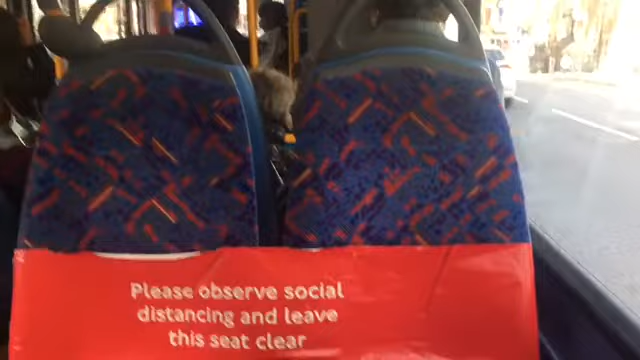 Please observe social
distancing and leave
this seat clear